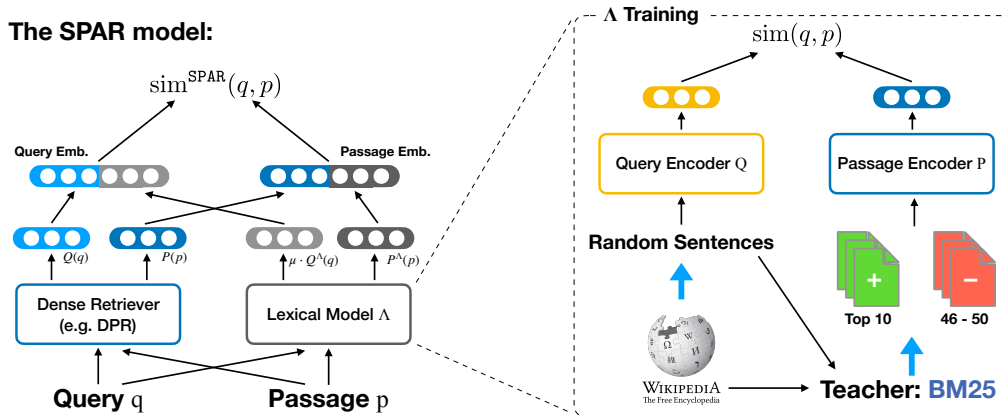 The SPAR model:
sim^SPAR(q, p)
Query Emb.
Passage Emb.
Q(q)
P(p)
μ · Q^Λ(q)
P^Λ(p)
Dense Retriever
(e.g. DPR)
Lexical Model Λ
Query q
Passage p
Λ Training
sim(q, p)
Query Encoder Q
Passage Encoder P
Random Sentences
+
−
Top 10
46 - 50
Ω
W
WIKIPEDIA
The Free Encyclopedia
Teacher: BM25